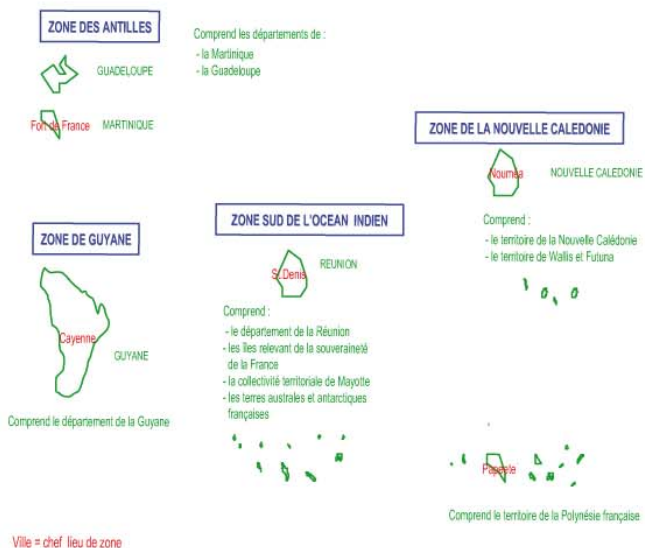 ZONE DES ANTILLES
GUADELOUPE
Fort de France
MARTINIQUE
Comprend les départements de :
- la Martinique
- la Guadeloupe
ZONE DE LA NOUVELLE CALEDONIE
Nouméa
NOUVELLE CALEDONIE
Comprend :
- le territoire de la Nouvelle Calédonie
- le territoire de Wallis et Futuna
ZONE DE GUYANE
Cayenne
GUYANE
Comprend le département de la Guyane
ZONE SUD DE L'OCEAN INDIEN
St.Denis
REUNION
Comprend :
- le département de la Réunion
- les îles relevant de la souveraineté
de la France
- la collectivité territoriale de Mayotte
- les terres australes et antarctiques
françaises
Papeete
Comprend le territoire de la Polynésie française
Ville = chef lieu de zone